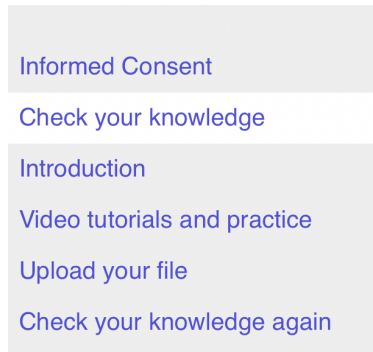 Informed Consent
Check your knowledge
Introduction
Video tutorials and practice
Upload your file
Check your knowledge again